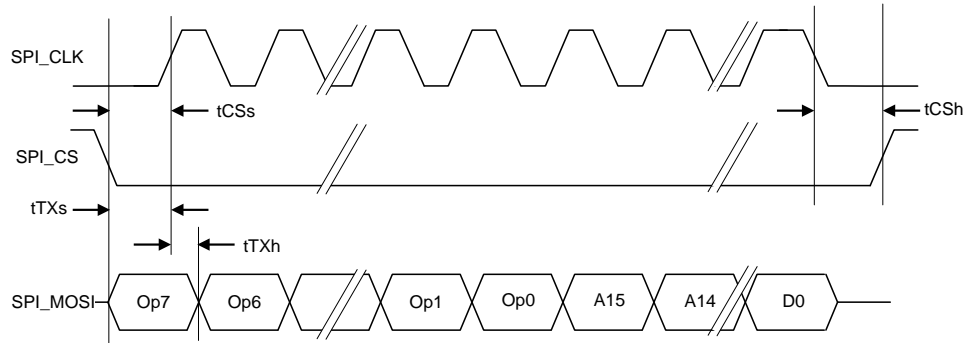 SPI_CLK
tCSs
tCSh
SPI_CS
tTXs
tTXh
SPI_MOSI
Op7 Op6 Op1 Op0 A15 A14 D0